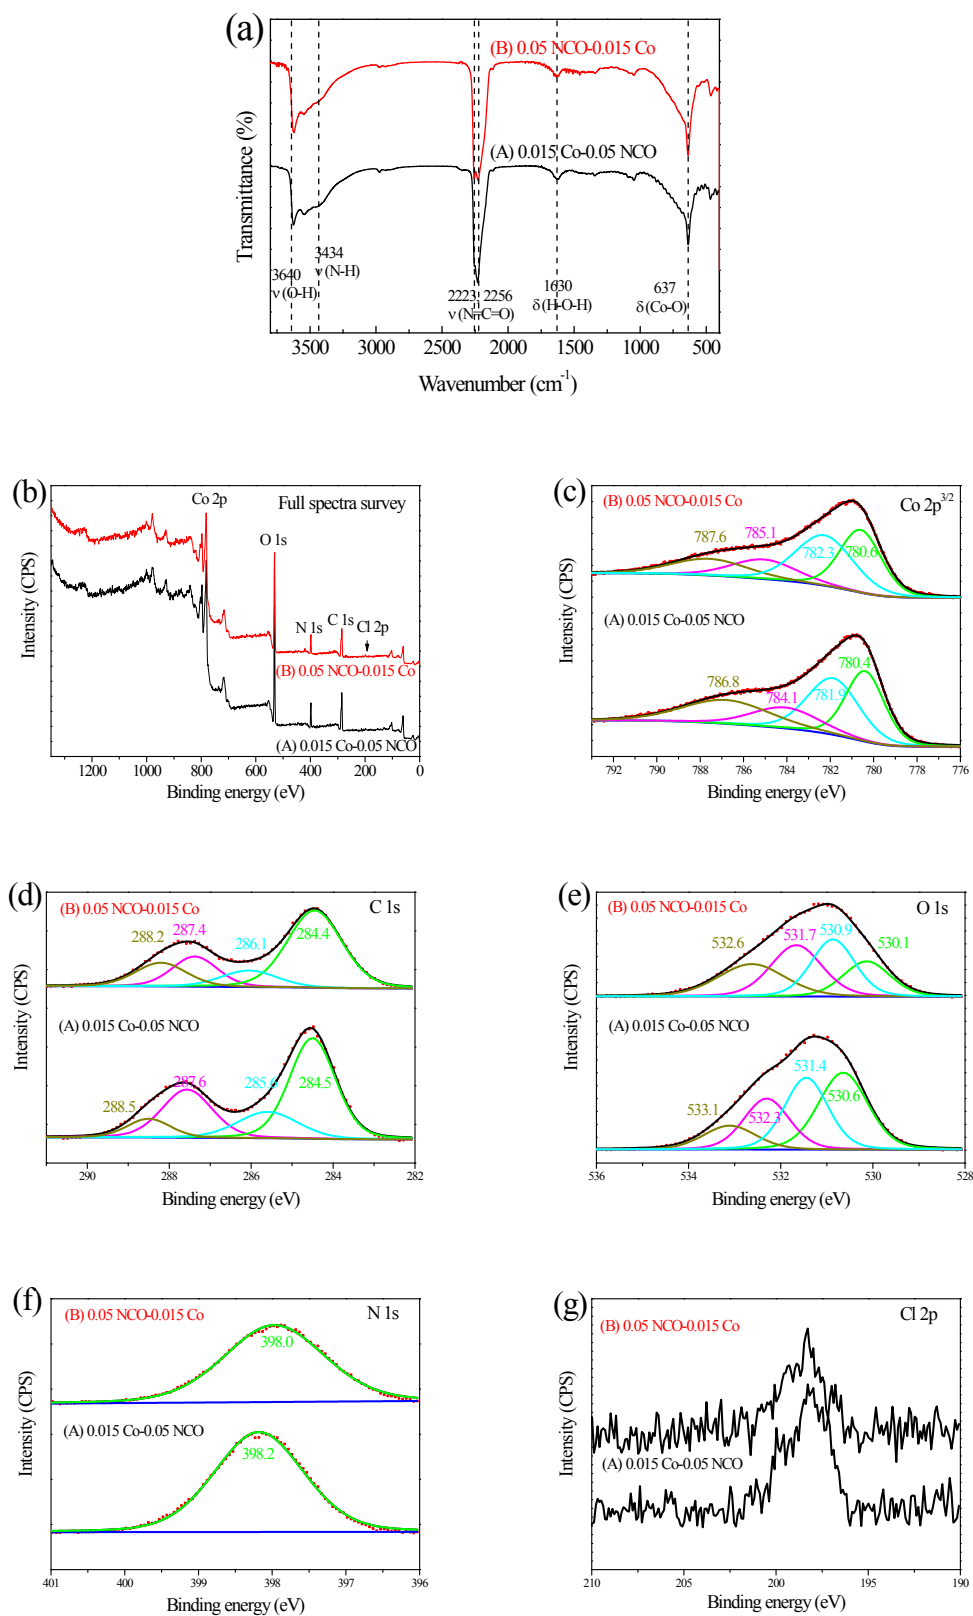 (a)
(B) 0.05 NCO-0.015 Co
(A) 0.015 Co-0.05 NCO
3640
ν (O-H)
3434
ν (N-H)
2223
2256
ν (N=C=O)
1630
δ (H-O-H)
637
δ (Co-O)
Transmittance (%)
3500 3000 2500 2000 1500 1000 500
Wavenumber (cm-1)
(b)
Co 2p
Full spectra survey
O 1s
N 1s
C 1s
Cl 2p
(B) 0.05 NCO-0.015 Co
(A) 0.015 Co-0.05 NCO
Intensity (CPS)
1200 1000 800 600 400 200 0
Binding energy (eV)
(c)
(B) 0.05 NCO-0.015 Co
Co 2p3/2
787.6
785.1
782.3
780.6
(A) 0.015 Co-0.05 NCO
786.8
784.1
781.9
780.4
Intensity (CPS)
792 790 788 786 784 782 780 778 776
Binding energy (eV)
(d)
(B) 0.05 NCO-0.015 Co
C 1s
288.2
287.4
286.1
284.4
(A) 0.015 Co-0.05 NCO
288.5
287.6
285.6
284.5
Intensity (CPS)
290 288 286 284 282
Binding energy (eV)
(e)
(B) 0.05 NCO-0.015 Co
O 1s
532.6
531.7
530.9
530.1
(A) 0.015 Co-0.05 NCO
533.1
532.3
531.4
530.6
Intensity (CPS)
536 534 532 530 528
Binding energy (eV)
(f)
(B) 0.05 NCO-0.015 Co
N 1s
398.0
(A) 0.015 Co-0.05 NCO
398.2
Intensity (CPS)
401 400 399 398 397 396
Binding energy (eV)
(g)
(B) 0.05 NCO-0.015 Co
Cl 2p
(A) 0.015 Co-0.05 NCO
Intensity (CPS)
210 205 200 195 190
Binding energy (eV)